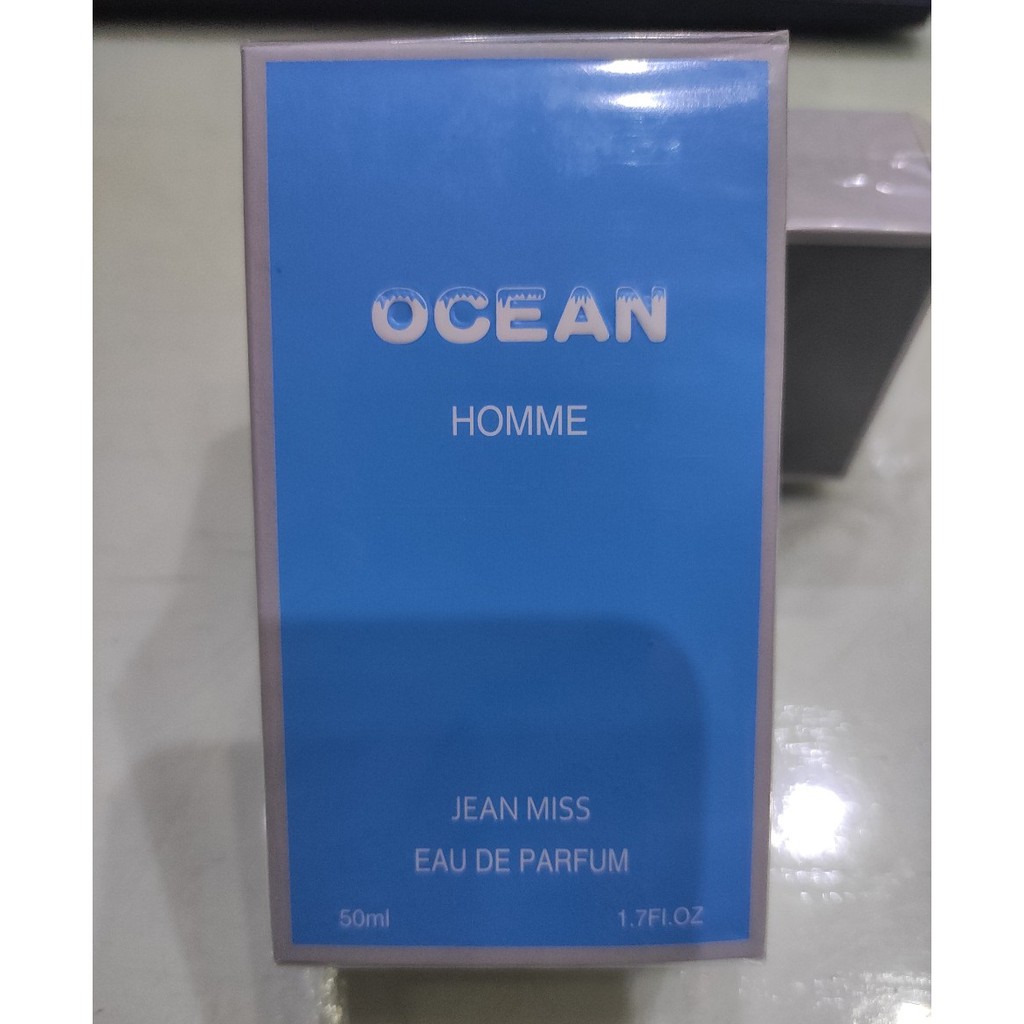 OCEAN
HOMME
JEAN MISS
EAU DE PARFUM
50ml 1.7Fl.OZ